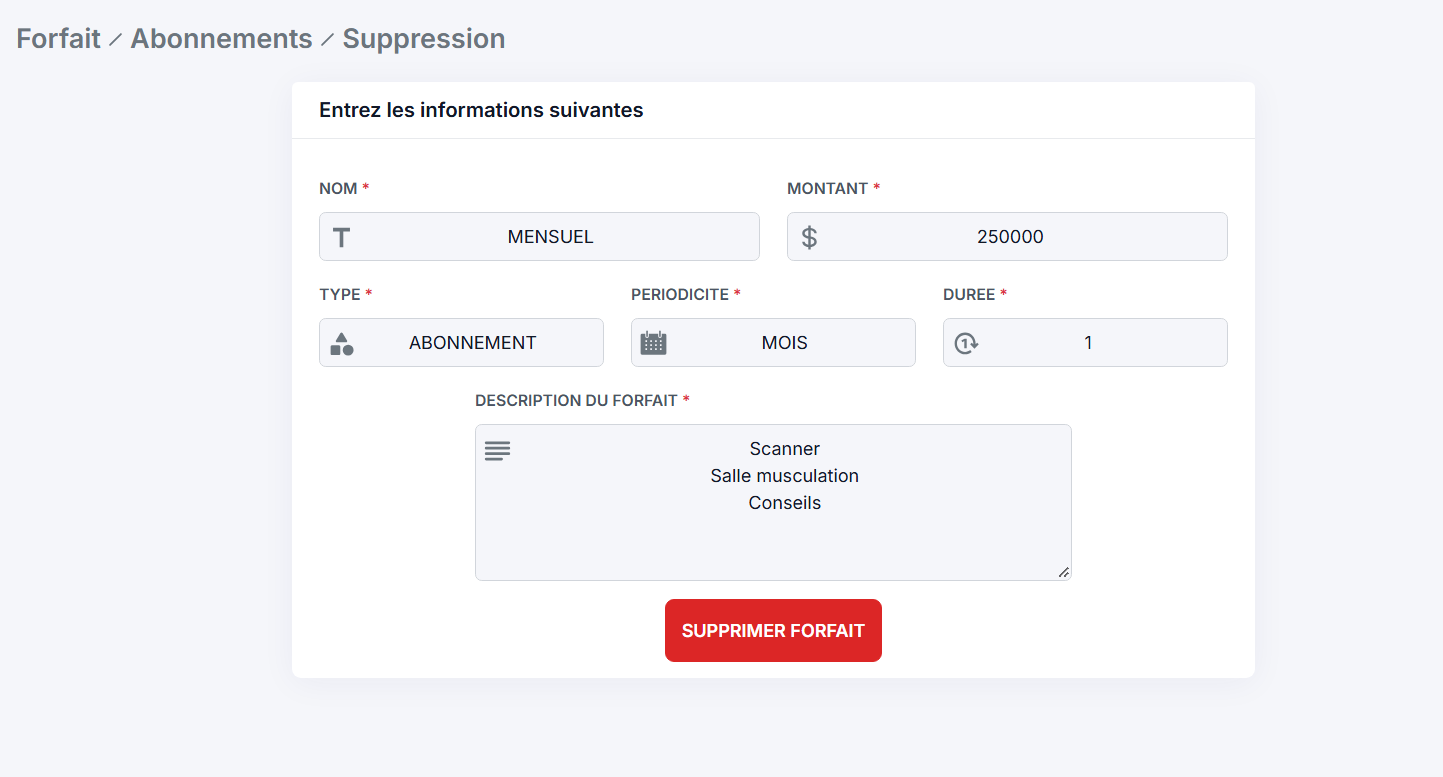 Forfait / Abonnements / Suppression
Entrez les informations suivantes
NOM *
MONTANT *
MENSUEL
250000
TYPE *
PERIODICITE *
DUREE *
ABONNEMENT
MOIS
1
DESCRIPTION DU FORFAIT *
Scanner
Salle musculation
Conseils
SUPPRIMER FORFAIT